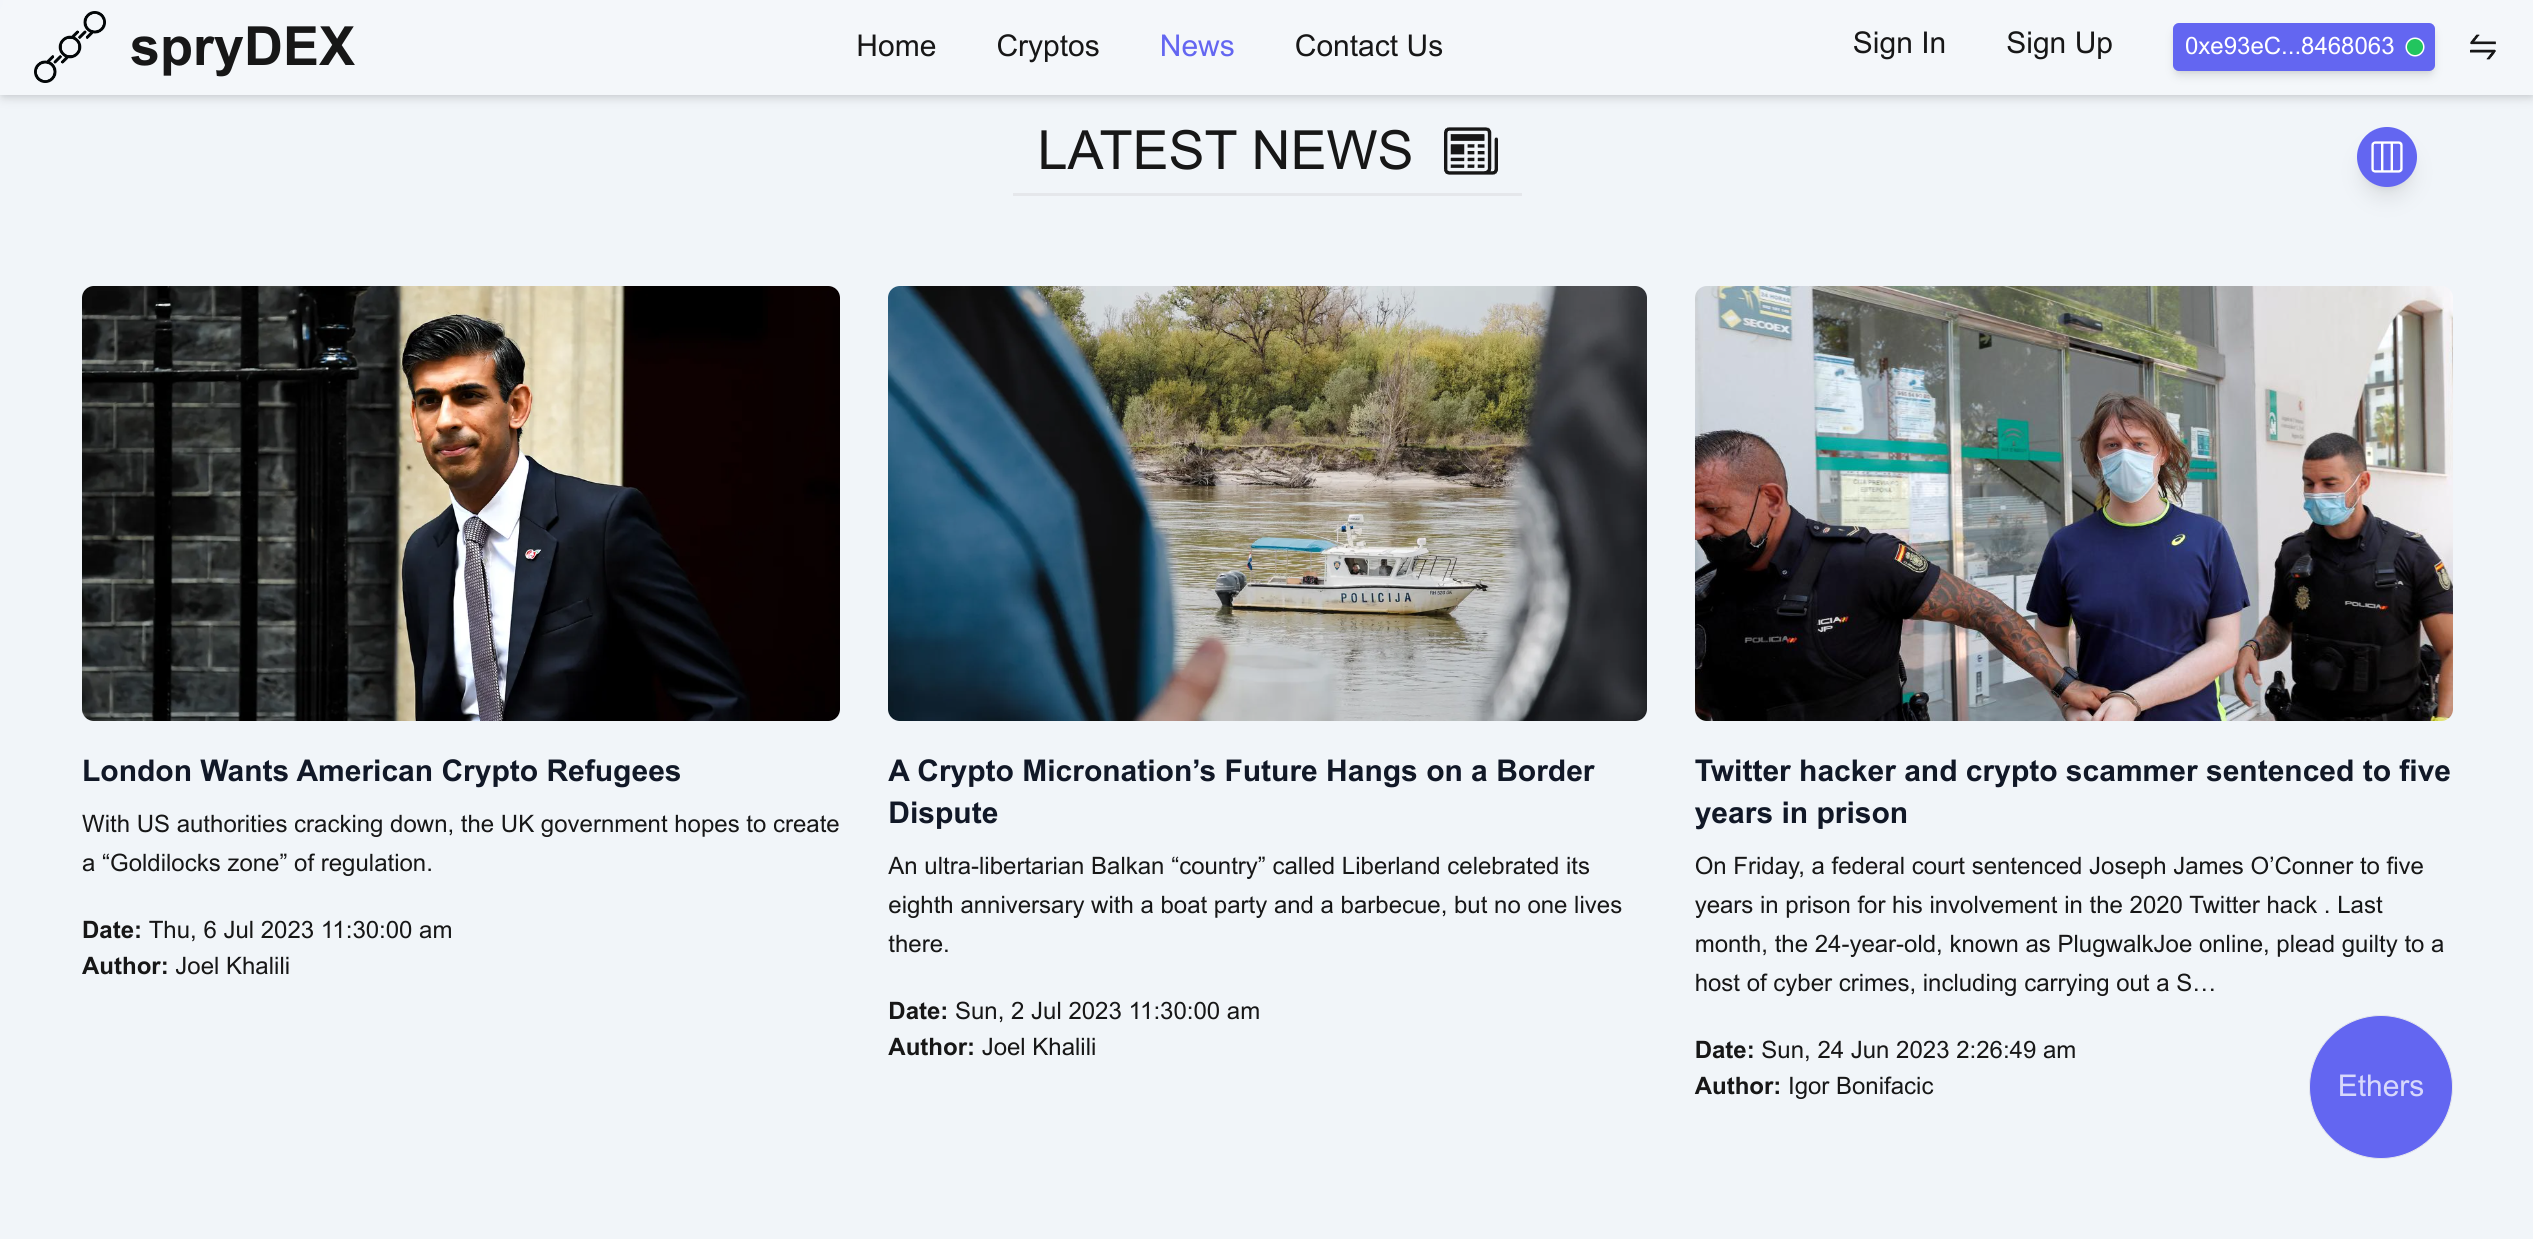 spryDEX
Home
Cryptos
News
Contact Us
Sign In
Sign Up
0xe93eC...8468063
LATEST NEWS
London Wants American Crypto Refugees
With US authorities cracking down, the UK government hopes to create
a “Goldilocks zone” of regulation.
Date: Thu, 6 Jul 2023 11:30:00 am
Author: Joel Khalili
POLICIJA
A Crypto Micronation’s Future Hangs on a Border
Dispute
An ultra-libertarian Balkan “country” called Liberland celebrated its
eighth anniversary with a boat party and a barbecue, but no one lives
there.
Date: Sun, 2 Jul 2023 11:30:00 am
Author: Joel Khalili
SECOEX
POLICIA
POLICIA
Twitter hacker and crypto scammer sentenced to five
years in prison
On Friday, a federal court sentenced Joseph James O’Conner to five
years in prison for his involvement in the 2020 Twitter hack . Last
month, the 24-year-old, known as PlugwalkJoe online, plead guilty to a
host of cyber crimes, including carrying out a S…
Date: Sun, 24 Jun 2023 2:26:49 am
Author: Igor Bonifacic
Ethers